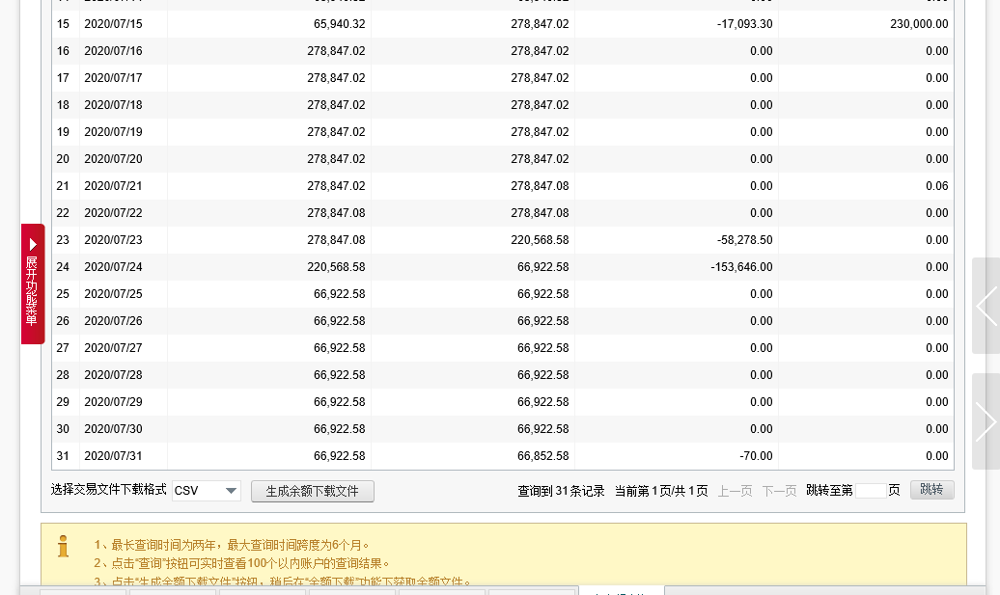 15 2020/07/15 65,940.32 278,847.02 -17,093.30 230,000.00
16 2020/07/16 278,847.02 278,847.02 0.00 0.00
17 2020/07/17 278,847.02 278,847.02 0.00 0.00
18 2020/07/18 278,847.02 278,847.02 0.00 0.00
19 2020/07/19 278,847.02 278,847.02 0.00 0.00
20 2020/07/20 278,847.02 278,847.02 0.00 0.00
21 2020/07/21 278,847.02 278,847.08 0.00 0.06
22 2020/07/22 278,847.08 278,847.08 0.00 0.00
23 2020/07/23 278,847.08 220,568.58 -58,278.50 0.00
24 2020/07/24 220,568.58 66,922.58 -153,646.00 0.00
25 2020/07/25 66,922.58 66,922.58 0.00 0.00
26 2020/07/26 66,922.58 66,922.58 0.00 0.00
27 2020/07/27 66,922.58 66,922.58 0.00 0.00
28 2020/07/28 66,922.58 66,922.58 0.00 0.00
29 2020/07/29 66,922.58 66,922.58 0.00 0.00
30 2020/07/30 66,922.58 66,922.58 0.00 0.00
31 2020/07/31 66,922.58 66,852.58 -70.00 0.00
展开功能菜单
选择交易文件下载格式 CSV 生成余额下载文件 查询到31条记录 当前第1页/共1页 上一页 下一页 跳转至第 页 跳转
1、最长查询时间为两年，最大查询时间跨度为6个月。
2、点击“查询”按钮可实时查看100个以内账户的查询结果。
3、点击“生成余额下载文件”按钮，稍后在“余额下载”功能下获取余额文件。